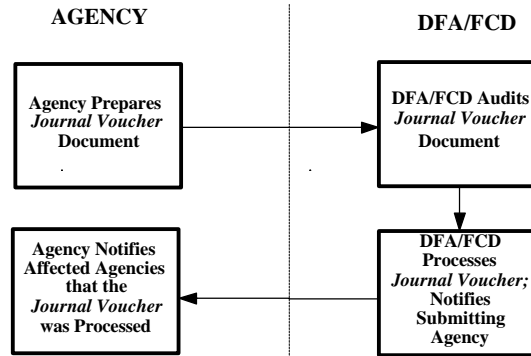 AGENCY
DFA/FCD
Agency Prepares
Journal Voucher
Document
DFA/FCD Audits
Journal Voucher
Document
DFA/FCD
Processes
Journal Voucher;
Notifies
Submitting
Agency
Agency Notifies
Affected Agencies
that the
Journal Voucher
was Processed